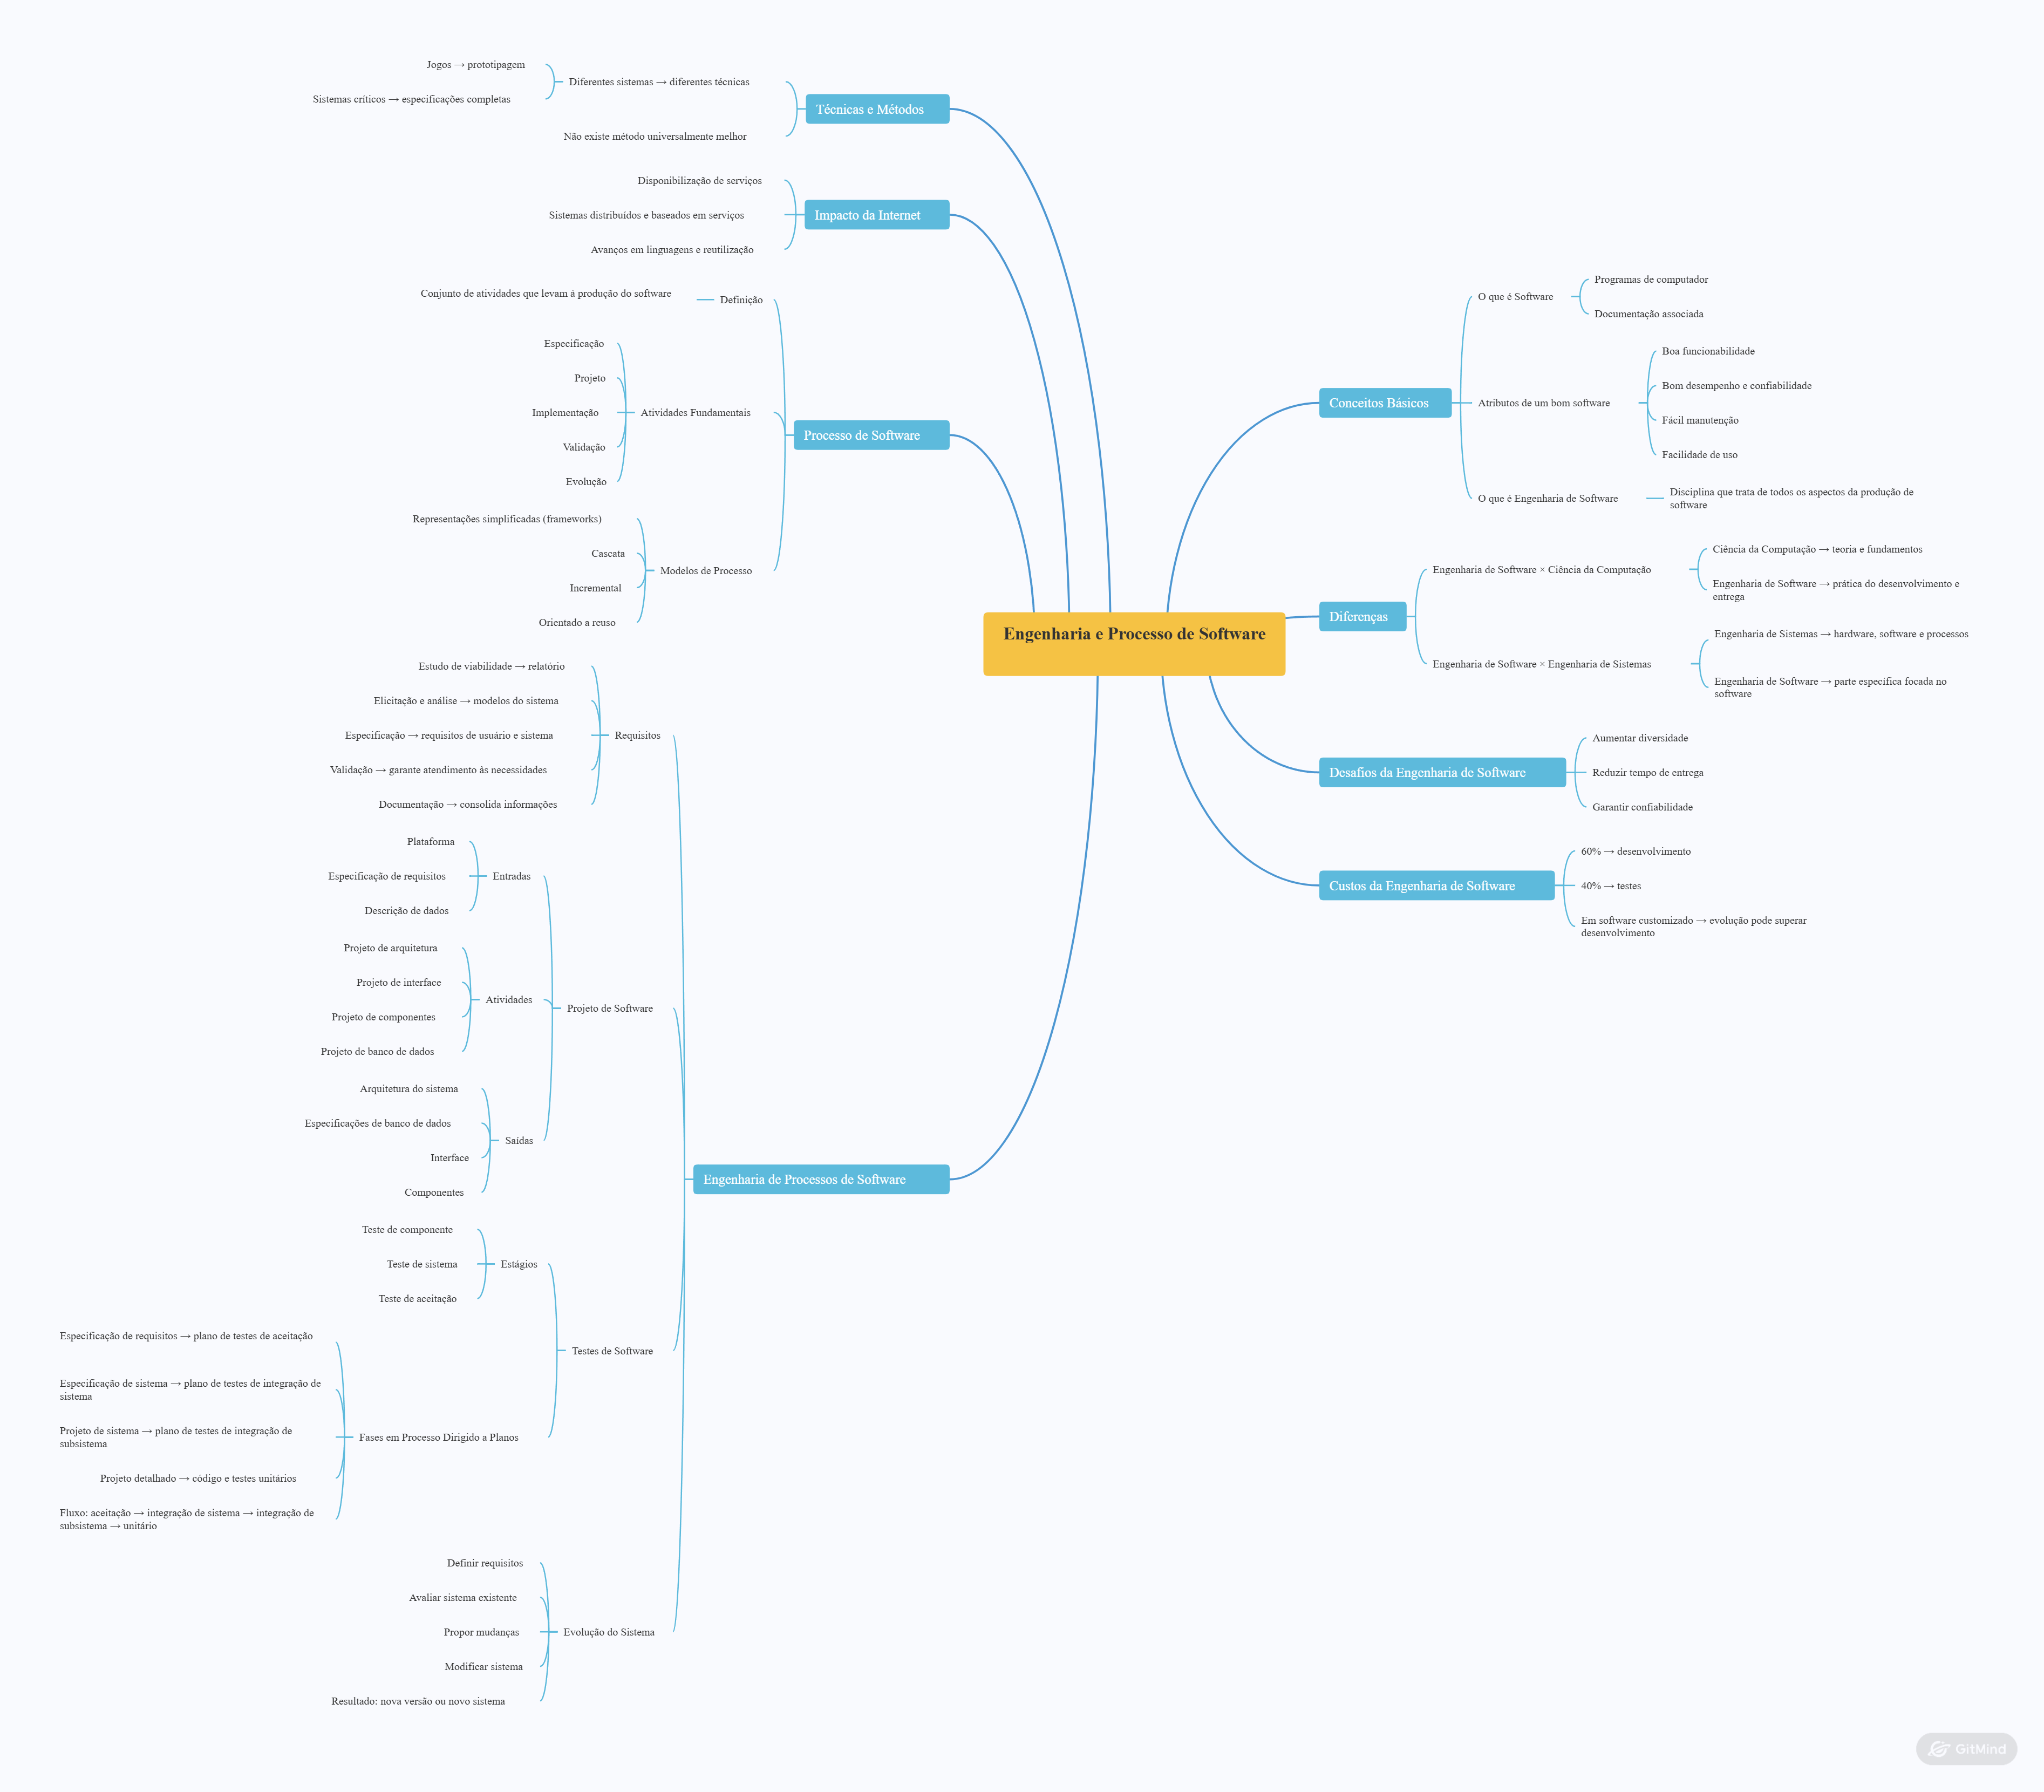 Engenharia e Processo de Software
Técnicas e Métodos
Diferentes sistemas → diferentes técnicas
Jogos → prototipagem
Sistemas críticos → especificações completas
Não existe método universalmente melhor
Impacto da Internet
Disponibilização de serviços
Sistemas distribuídos e baseados em serviços
Avanços em linguagens e reutilização
Processo de Software
Definição
Conjunto de atividades que levam à produção do software
Atividades Fundamentais
Especificação
Projeto
Implementação
Validação
Evolução
Modelos de Processo
Representações simplificadas (frameworks)
Cascata
Incremental
Orientado a reuso
Engenharia de Processos de Software
Requisitos
Estudo de viabilidade → relatório
Elicitação e análise → modelos do sistema
Especificação → requisitos de usuário e sistema
Validação → garante atendimento às necessidades
Documentação → consolida informações
Projeto de Software
Entradas
Plataforma
Especificação de requisitos
Descrição de dados
Atividades
Projeto de arquitetura
Projeto de interface
Projeto de componentes
Projeto de banco de dados
Saídas
Arquitetura do sistema
Especificações de banco de dados
Interface
Componentes
Testes de Software
Estágios
Teste de componente
Teste de sistema
Teste de aceitação
Fases em Processo Dirigido a Planos
Especificação de requisitos → plano de testes de aceitação
Especificação de sistema → plano de testes de integração de
sistema
Projeto de sistema → plano de testes de integração de
subsistema
Projeto detalhado → código e testes unitários
Fluxo: aceitação → integração de sistema → integração de
subsistema → unitário
Evolução do Sistema
Definir requisitos
Avaliar sistema existente
Propor mudanças
Modificar sistema
Resultado: nova versão ou novo sistema
Conceitos Básicos
O que é Software
Programas de computador
Documentação associada
Atributos de um bom software
Boa funcionabilidade
Bom desempenho e confiabilidade
Fácil manutenção
Facilidade de uso
O que é Engenharia de Software
Disciplina que trata de todos os aspectos da produção de
software
Diferenças
Engenharia de Software × Ciência da Computação
Ciência da Computação → teoria e fundamentos
Engenharia de Software → prática do desenvolvimento e
entrega
Engenharia de Software × Engenharia de Sistemas
Engenharia de Sistemas → hardware, software e processos
Engenharia de Software → parte específica focada no
software
Desafios da Engenharia de Software
Aumentar diversidade
Reduzir tempo de entrega
Garantir confiabilidade
Custos da Engenharia de Software
60% → desenvolvimento
40% → testes
Em software customizado → evolução pode superar
desenvolvimento
GitMind